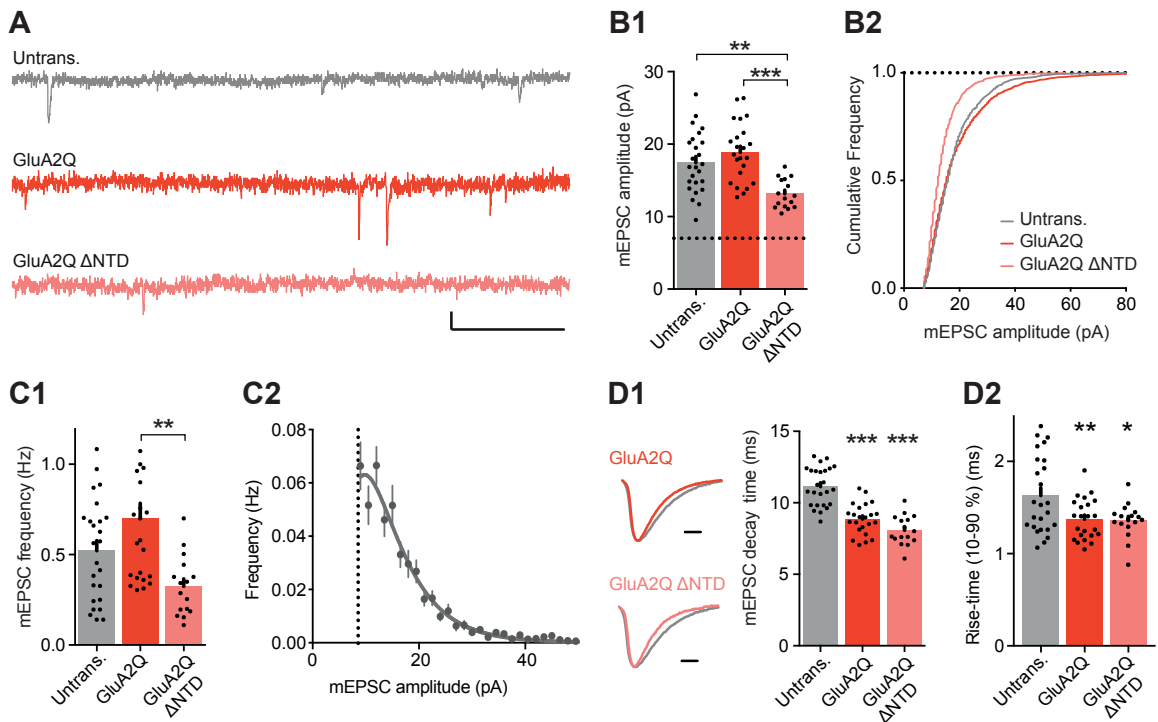 A
Untrans.
GluA2Q
GluA2Q ΔNTD
B1
**
***
mEPSC amplitude (pA)
30
20
10
0
Untrans.
GluA2Q
GluA2Q
ΔNTD
B2
Cumulative Frequency
1.0
0.5
0.0
Untrans.
GluA2Q
GluA2Q ΔNTD
0
20
40
60
80
mEPSC amplitude (pA)
C1
**
mEPSC frequency (Hz)
1.0
0.5
0.0
Untrans.
GluA2Q
GluA2Q
ΔNTD
C2
Frequency (Hz)
0.08
0.06
0.04
0.02
0.00
0
20
40
mEPSC amplitude (pA)
D1
GluA2Q
GluA2Q ΔNTD
mEPSC decay time (ms)
15
10
5
0
***
***
Untrans.
GluA2Q
GluA2Q
ΔNTD
D2
Rise-time (10-90 %) (ms)
2
1
0
**
*
Untrans.
GluA2Q
GluA2Q
ΔNTD